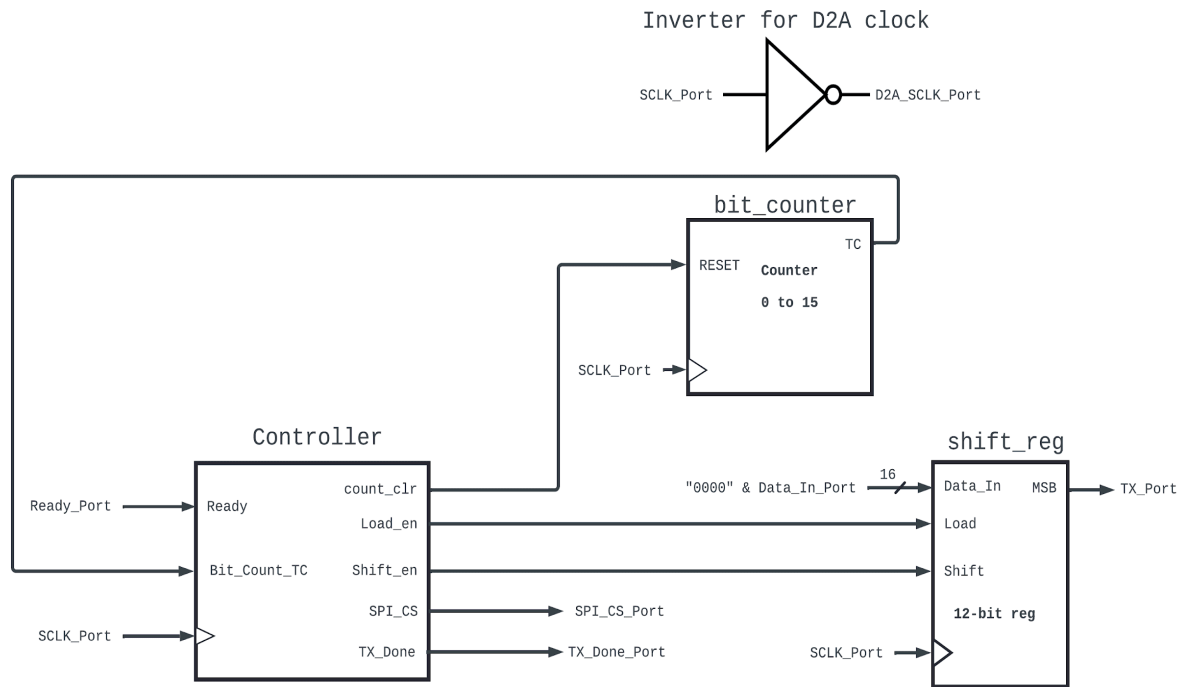 Inverter for D2A clock
SCLK_Port
D2A_SCLK_Port
bit_counter
TC
RESET
Counter
0 to 15
SCLK_Port
Controller
Ready_Port
Ready
Bit_Count_TC
SCLK_Port
count_clr
Load_en
Shift_en
SPI_CS
SPI_CS_Port
TX_Done
TX_Done_Port
shift_reg
"0000" & Data_In_Port
16
Data_In
MSB
TX_Port
Load
Shift
12-bit reg
SCLK_Port